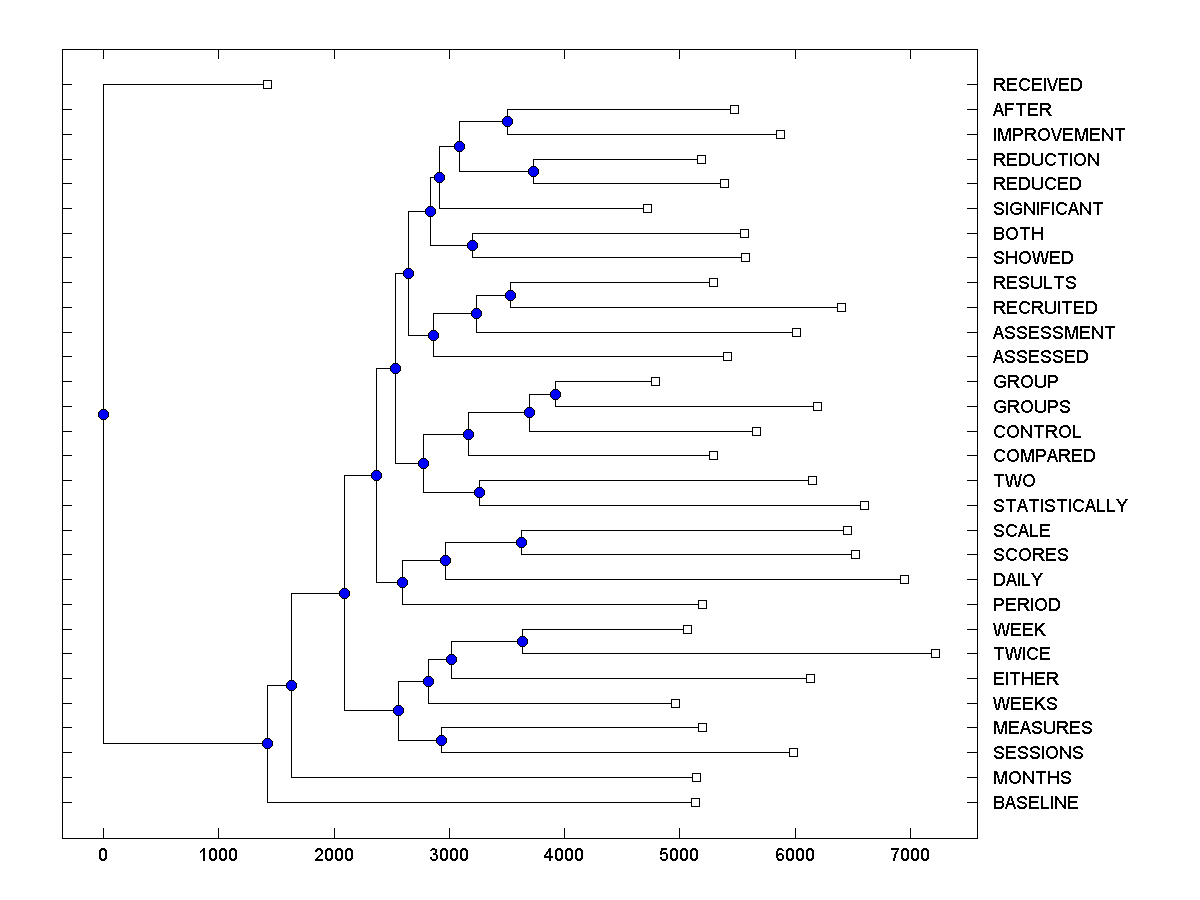 RECEIVED
AFTER
IMPROVEMENT
REDUCTION
REDUCED
SIGNIFICANT
BOTH
SHOWED
RESULTS
RECRUITED
ASSESSMENT
ASSESSED
GROUP
GROUPS
CONTROL
COMPARED
TWO
STATISTICALLY
SCALE
SCORES
DAILY
PERIOD
WEEK
TWICE
EITHER
WEEKS
MEASURES
SESSIONS
MONTHS
BASELINE
0 1000 2000 3000 4000 5000 6000 7000